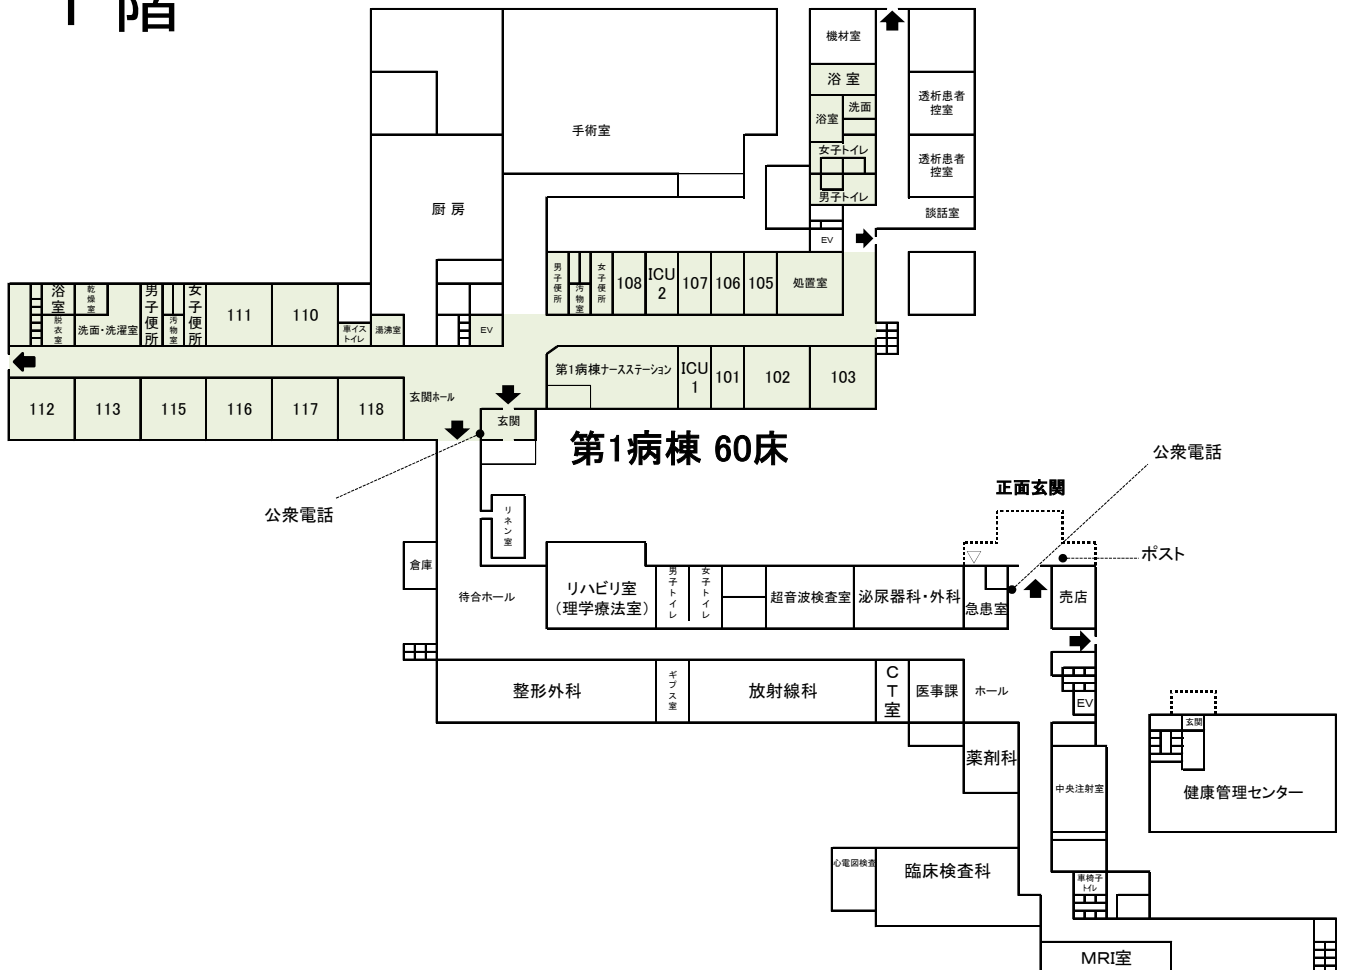 1 階
機材室
浴 室
浴室
洗面
女子トイレ
男子トイレ
EV
透析患者
控室
透析患者
控室
談話室
手術室
厨 房
男子便所
汚物室
女子便所
108
ICU
2
107
106
105
処置室
浴室
脱衣室
乾燥室
洗面・洗濯室
男子便所
汚物室
女子便所
111
110
車イス
トイレ
湯沸室
EV
第1病棟ナースステーション
ICU
1
101
102
103
112
113
115
116
117
118
玄関ホール
玄関
第1病棟 60床
公衆電話
公衆電話
正面玄関
ポスト
リネン室
倉庫
待合ホール
リハビリ室
（理学療法室）
男子トイレ
女子トイレ
超音波検査室
泌尿器科・外科
急患室
売店
整形外科
ギプス室
放射線科
CT室
医事課
ホール
EV
薬剤科
玄関
中央注射室
健康管理センター
心電図検査
臨床検査科
車椅子
トイレ
MRI室